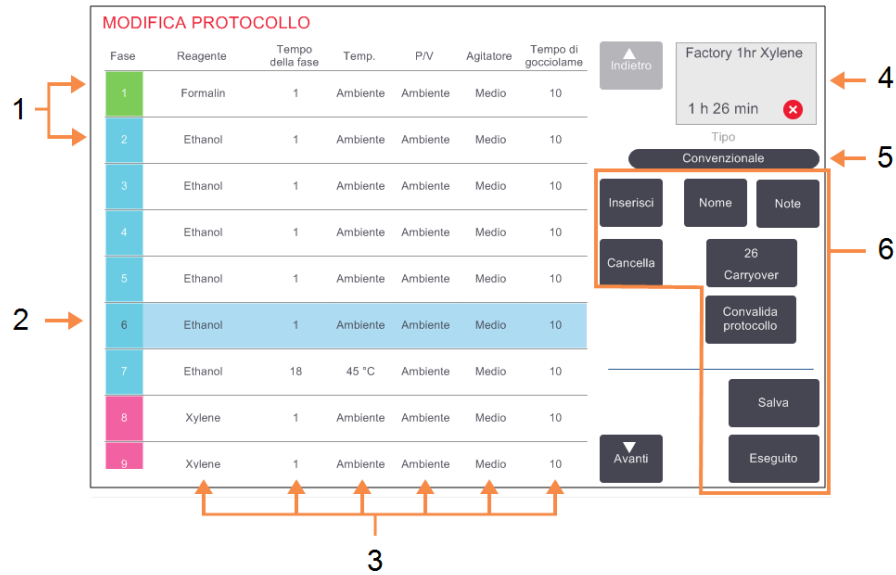 MODIFICA PROTOCOLLO
Fase Reagente Tempo della fase Temp. P/V Agitatore Tempo di gocciolame
1 Formalin 1 Ambiente Ambiente Medio 10
2 Ethanol 1 Ambiente Ambiente Medio 10
3 Ethanol 1 Ambiente Ambiente Medio 10
4 Ethanol 1 Ambiente Ambiente Medio 10
5 Ethanol 1 Ambiente Ambiente Medio 10
6 Ethanol 1 Ambiente Ambiente Medio 10
7 Ethanol 18 45 °C Ambiente Medio 10
8 Xylene 1 Ambiente Ambiente Medio 10
9 Xylene 1 Ambiente Ambiente Medio 10
Indietro
Factory 1hr Xylene
1 h 26 min
Tipo
Convenzionale
Inserisci
Nome
Note
Cancella
26
Carryover
Convalida
protocollo
Salva
Avanti
Eseguito
1
2
3
4
5
6